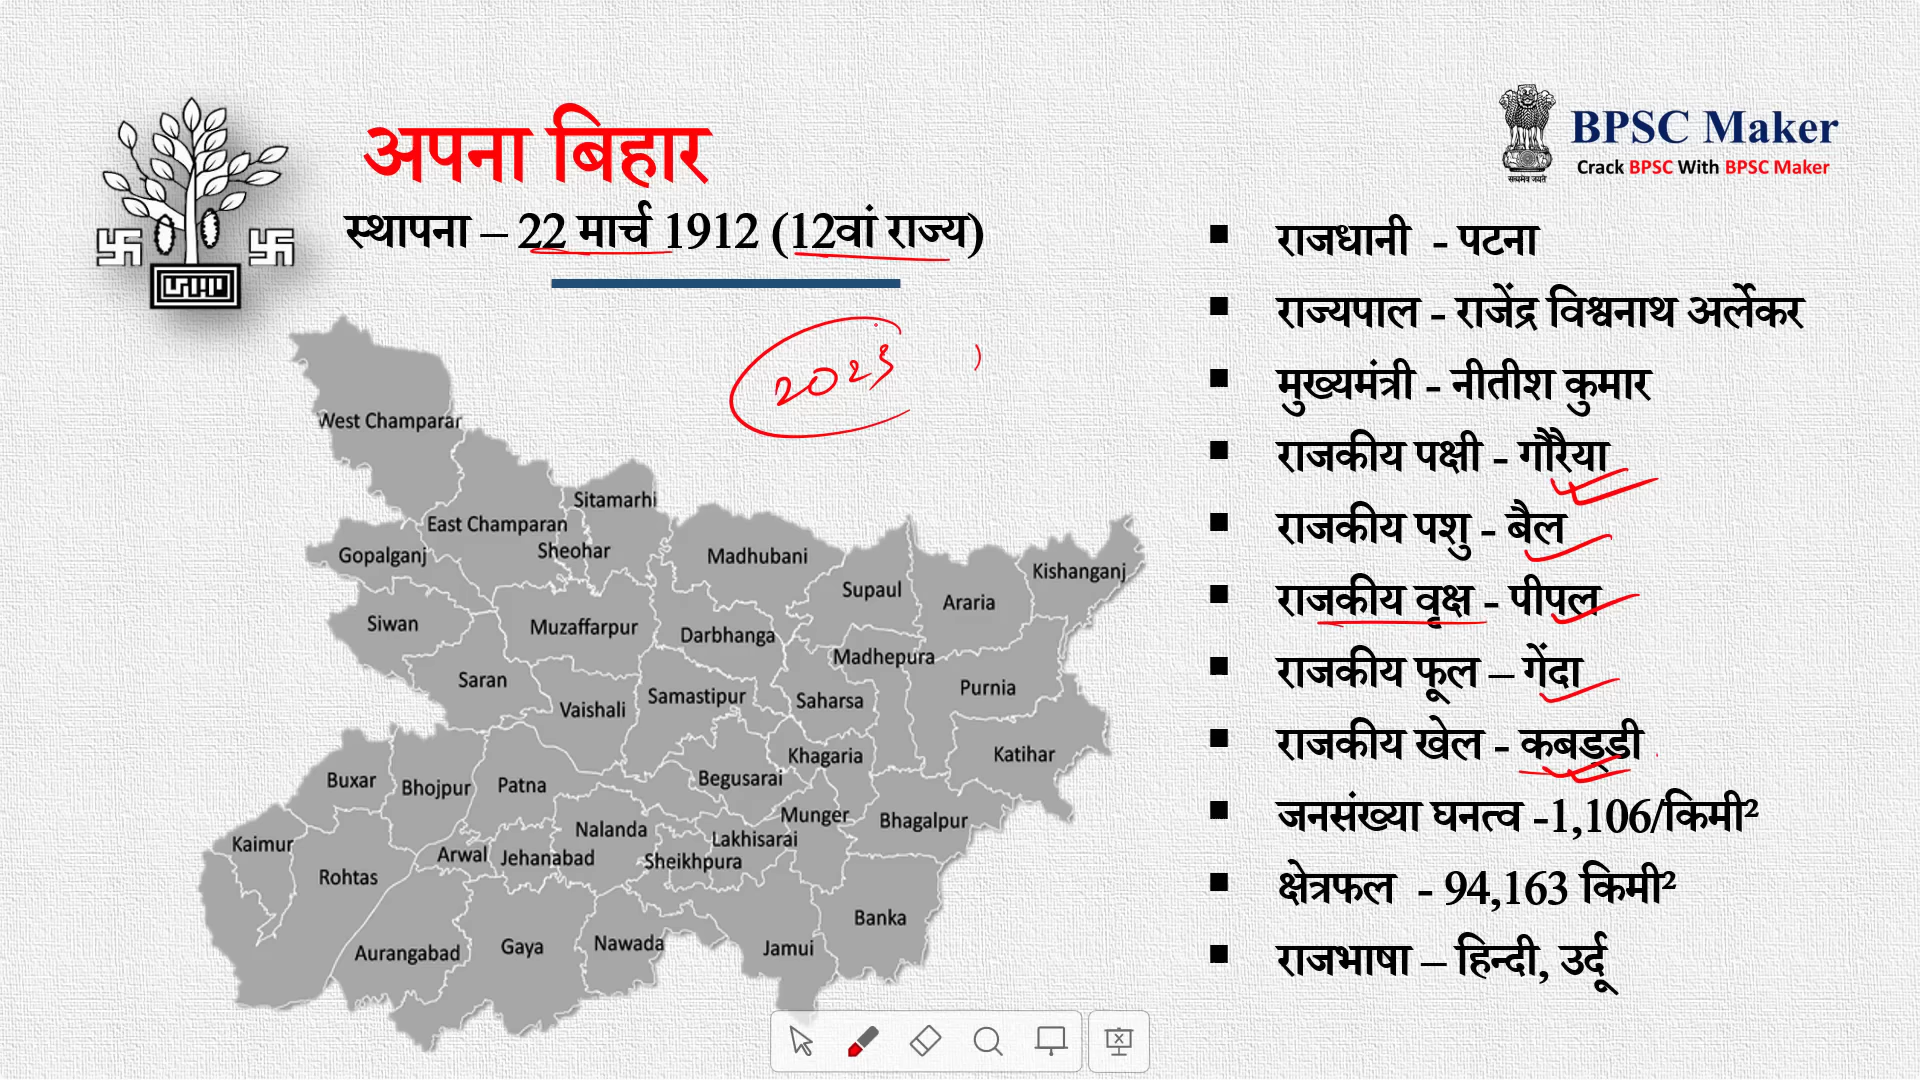 अपना बिहार
स्थापना – 22 मार्च 1912 (12वां राज्य)
2023
BPSC Maker
Crack BPSC With BPSC Maker
सत्यमेव जयते
राजधानी - पटना
राज्यपाल - राजेंद्र विश्वनाथ अर्लेकर
मुख्यमंत्री - नीतीश कुमार
राजकीय पक्षी - गौरैया
राजकीय पशु - बैल
राजकीय वृक्ष - पीपल
राजकीय फूल – गेंदा
राजकीय खेल - कबड्डी
जनसंख्या घनत्व -1,106/किमी²
क्षेत्रफल - 94,163 किमी²
राजभाषा – हिन्दी, उर्दू
West Champaran
Sitamarhi
East Champaran
Sheohar
Gopalganj
Madhubani
Kishanganj
Supaul
Araria
Siwan
Muzaffarpur
Darbhanga
Madhepura
Saran
Purnia
Vaishali
Samastipur
Saharsa
Katihar
Khagaria
Buxar
Bhojpur
Patna
Begusarai
Munger
Bhagalpur
Kaimur
Nalanda
Lakhisarai
Arwal
Jehanabad
Sheikhpura
Rohtas
Banka
Aurangabad
Gaya
Nawada
Jamui